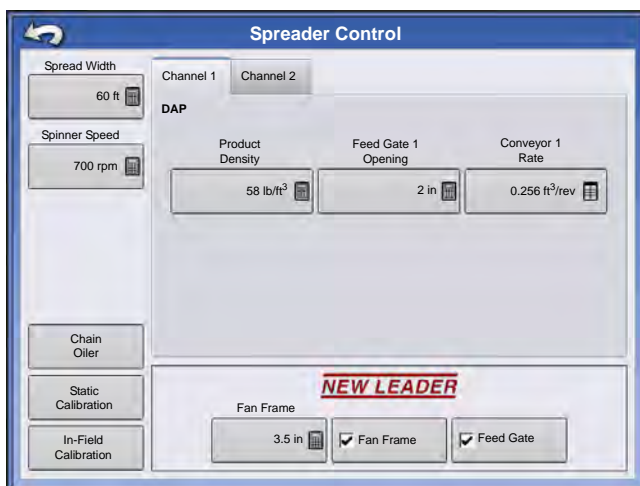 Spreader Control
Spread Width
60 ft
Spinner Speed
700 rpm
Channel 1
Channel 2
DAP
Product
Density
58 lb/ft³
Feed Gate 1
Opening
2 in
Conveyor 1
Rate
0.256 ft³/rev
Chain
Oiler
Static
Calibration
In-Field
Calibration
NEW LEADER
Fan Frame
3.5 in
Fan Frame
Feed Gate